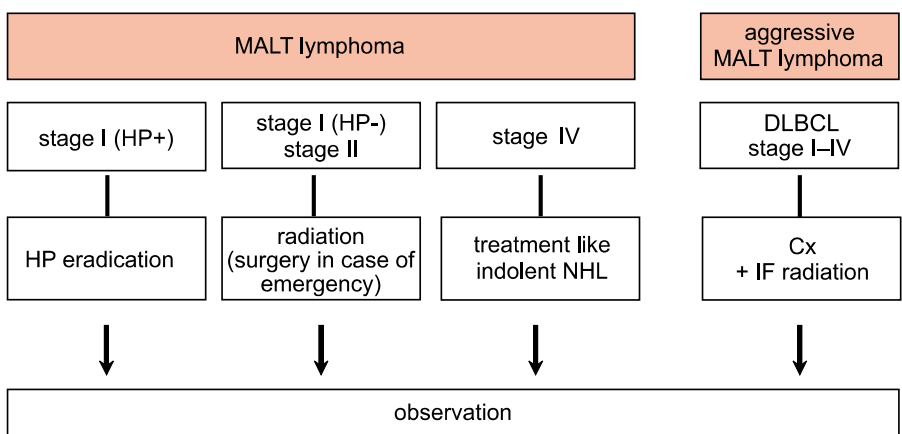 MALT lymphoma
aggressive
MALT lymphoma
stage I (HP+)
stage I (HP-)
stage II
stage IV
DLBCL
stage I–IV
HP eradication
radiation
(surgery in case of
emergency)
treatment like
indolent NHL
Cx
+ IF radiation
observation